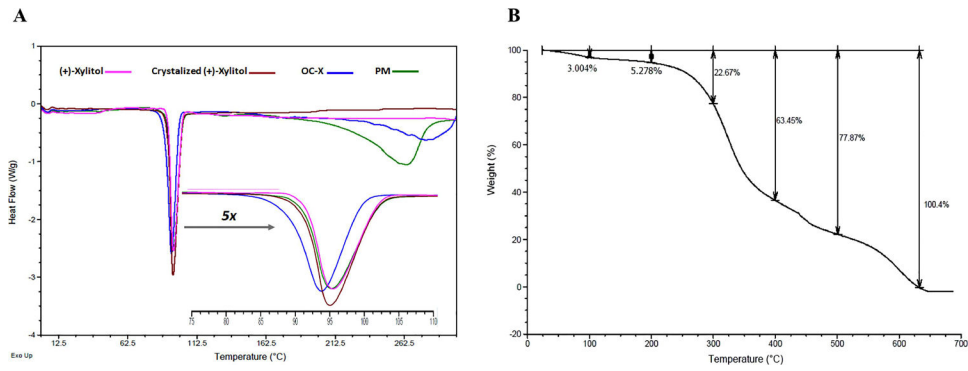 A
(+)-Xylitol Crystalized (+)-Xylitol OC-X PM
Heat Flow (W/g)
0
-1
-2
-3
-4
5x
75 80 85 90 95 100 105 110
12.5 62.5 112.5 162.5 212.5 262.5
Exo Up
Temperature (°C)
B
Weight (%)
100
80
60
40
20
0
-20
3.004%
5.278%
22.67%
63.45%
77.87%
100.4%
0 100 200 300 400 500 600 700
Temperature (°C)